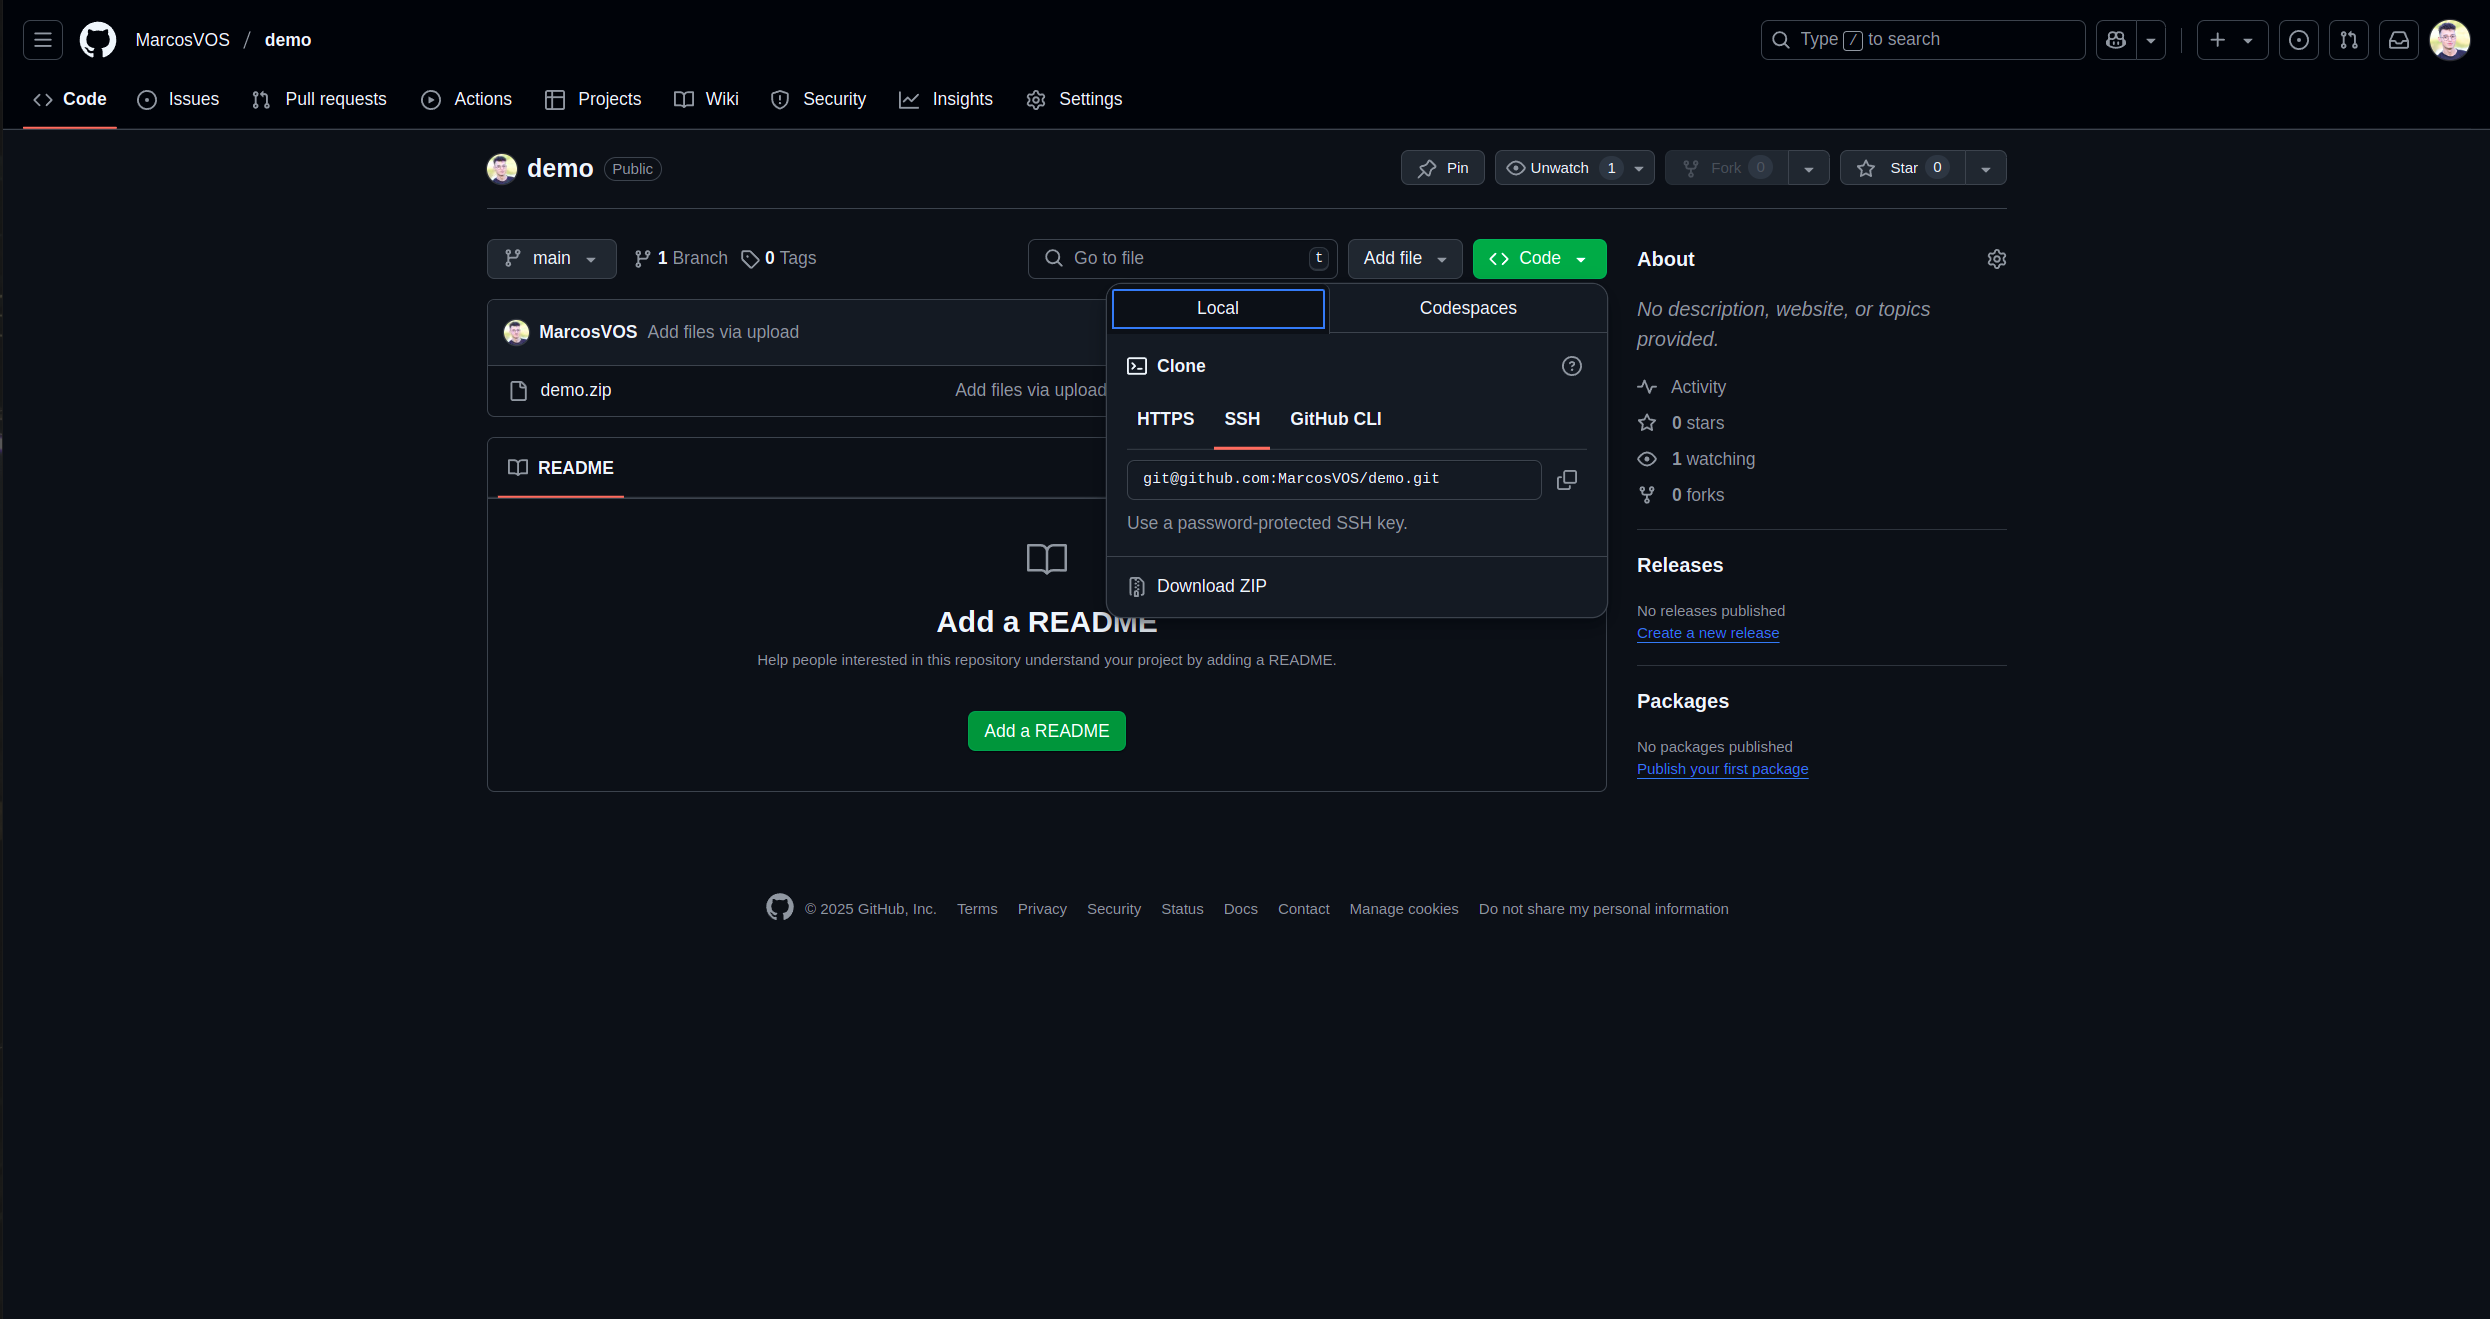 MarcosVOS / demo
Type / to search
Code Issues Pull requests Actions Projects Wiki Security Insights Settings
demo Public
Pin Unwatch 1 Fork 0 Star 0
main 1 Branch 0 Tags Go to file t Add file Code
MarcosVOS Add files via upload
demo.zip Add files via upload
README
Add a README
Help people interested in this repository understand your project by adding a README.
Add a README
Local Codespaces
Clone
HTTPS SSH GitHub CLI
git@github.com:MarcosVOS/demo.git
Use a password-protected SSH key.
Download ZIP
About
No description, website, or topics
provided.
Activity
0 stars
1 watching
0 forks
Releases
No releases published
Create a new release
Packages
No packages published
Publish your first package
© 2025 GitHub, Inc. Terms Privacy Security Status Docs Contact Manage cookies Do not share my personal information